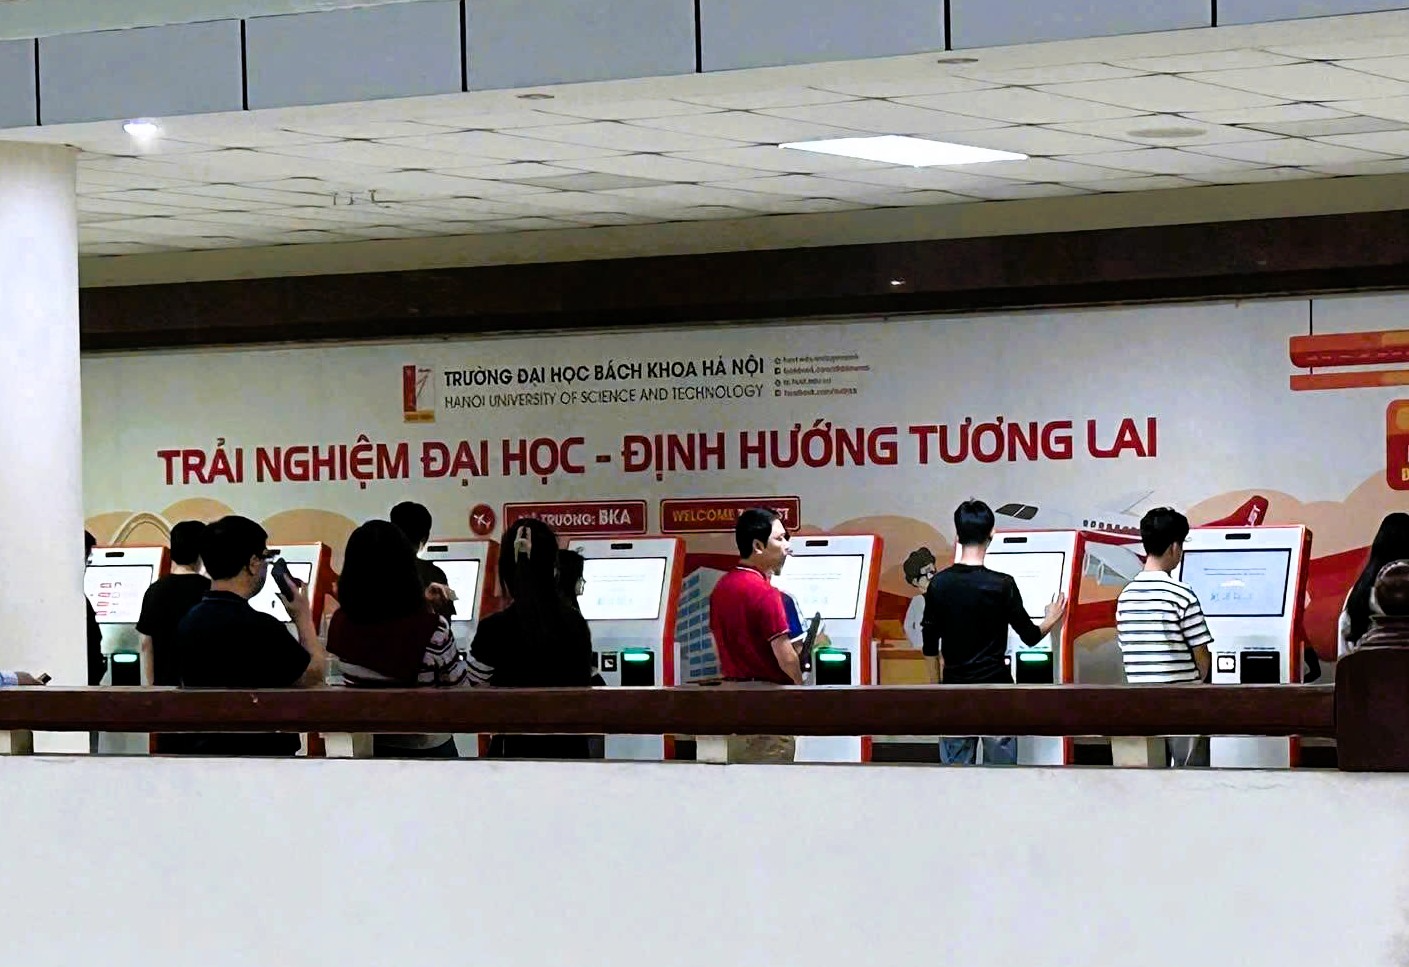 TRƯỜNG ĐẠI HỌC BÁCH KHOA HÀ NỘI
HANOI UNIVERSITY OF SCIENCE AND TECHNOLOGY
TRẢI NGHIỆM ĐẠI HỌC - ĐỊNH HƯỚNG TƯƠNG LAI
TRƯỜNG: BKA
WELCOME